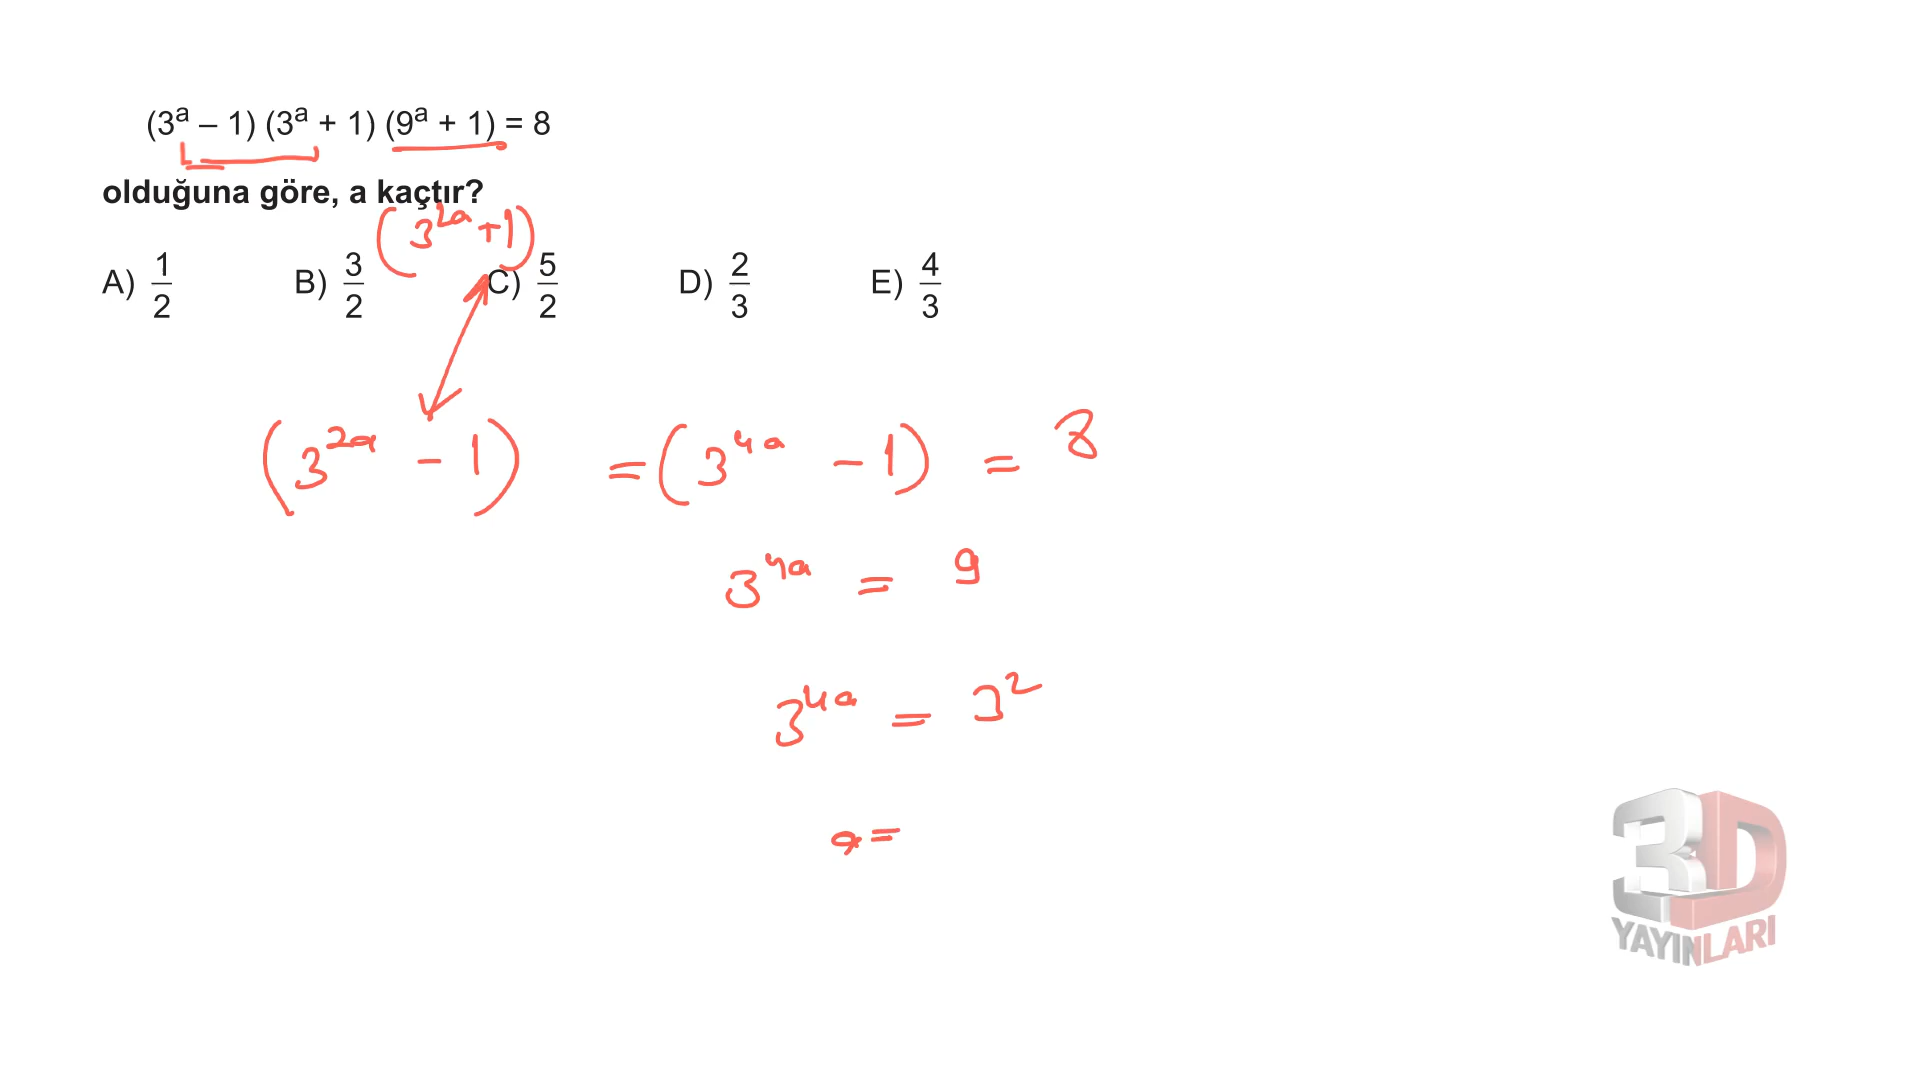 (3ᵃ – 1) (3ᵃ + 1) (9ᵃ + 1) = 8
olduğuna göre, a kaçtır?
(3²ᵃ + 1)
A) 1/2 B) 3/2 C) 5/2 D) 2/3 E) 4/3
(3²ᵃ - 1) = (3⁴ᵃ - 1) = 8
3⁴ᵃ = 9
3⁴ᵃ = 3²
a =
3D
YAYINLARI